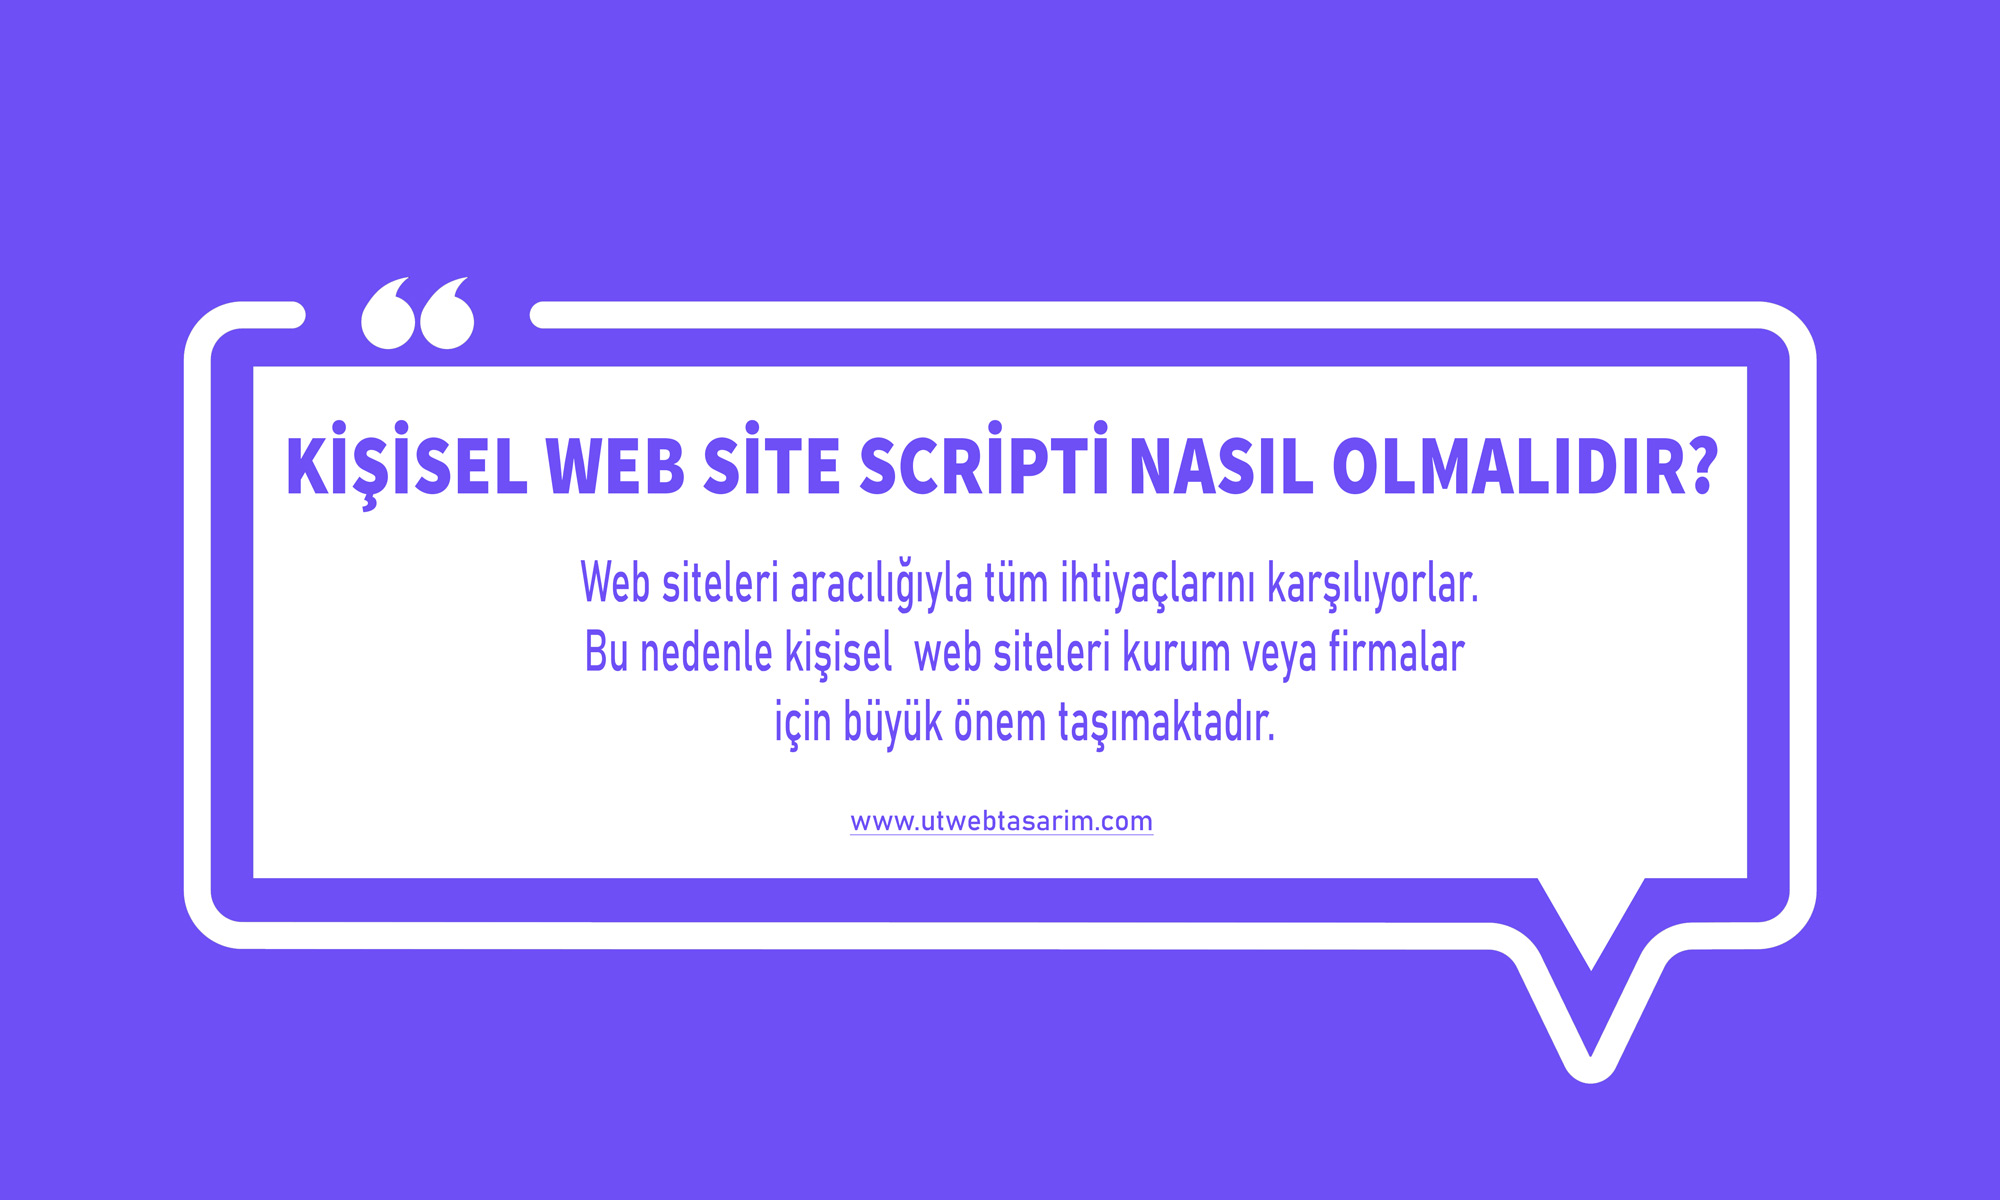 KİŞİSEL WEB SİTE SCRİPTİ NASIL OLMALIDIR?
Web siteleri aracılığıyla tüm ihtiyaçlarını karşılıyorlar.
Bu nedenle kişisel  web siteleri kurum veya firmalar
için büyük önem taşımaktadır.
www.utwebtasarim.com